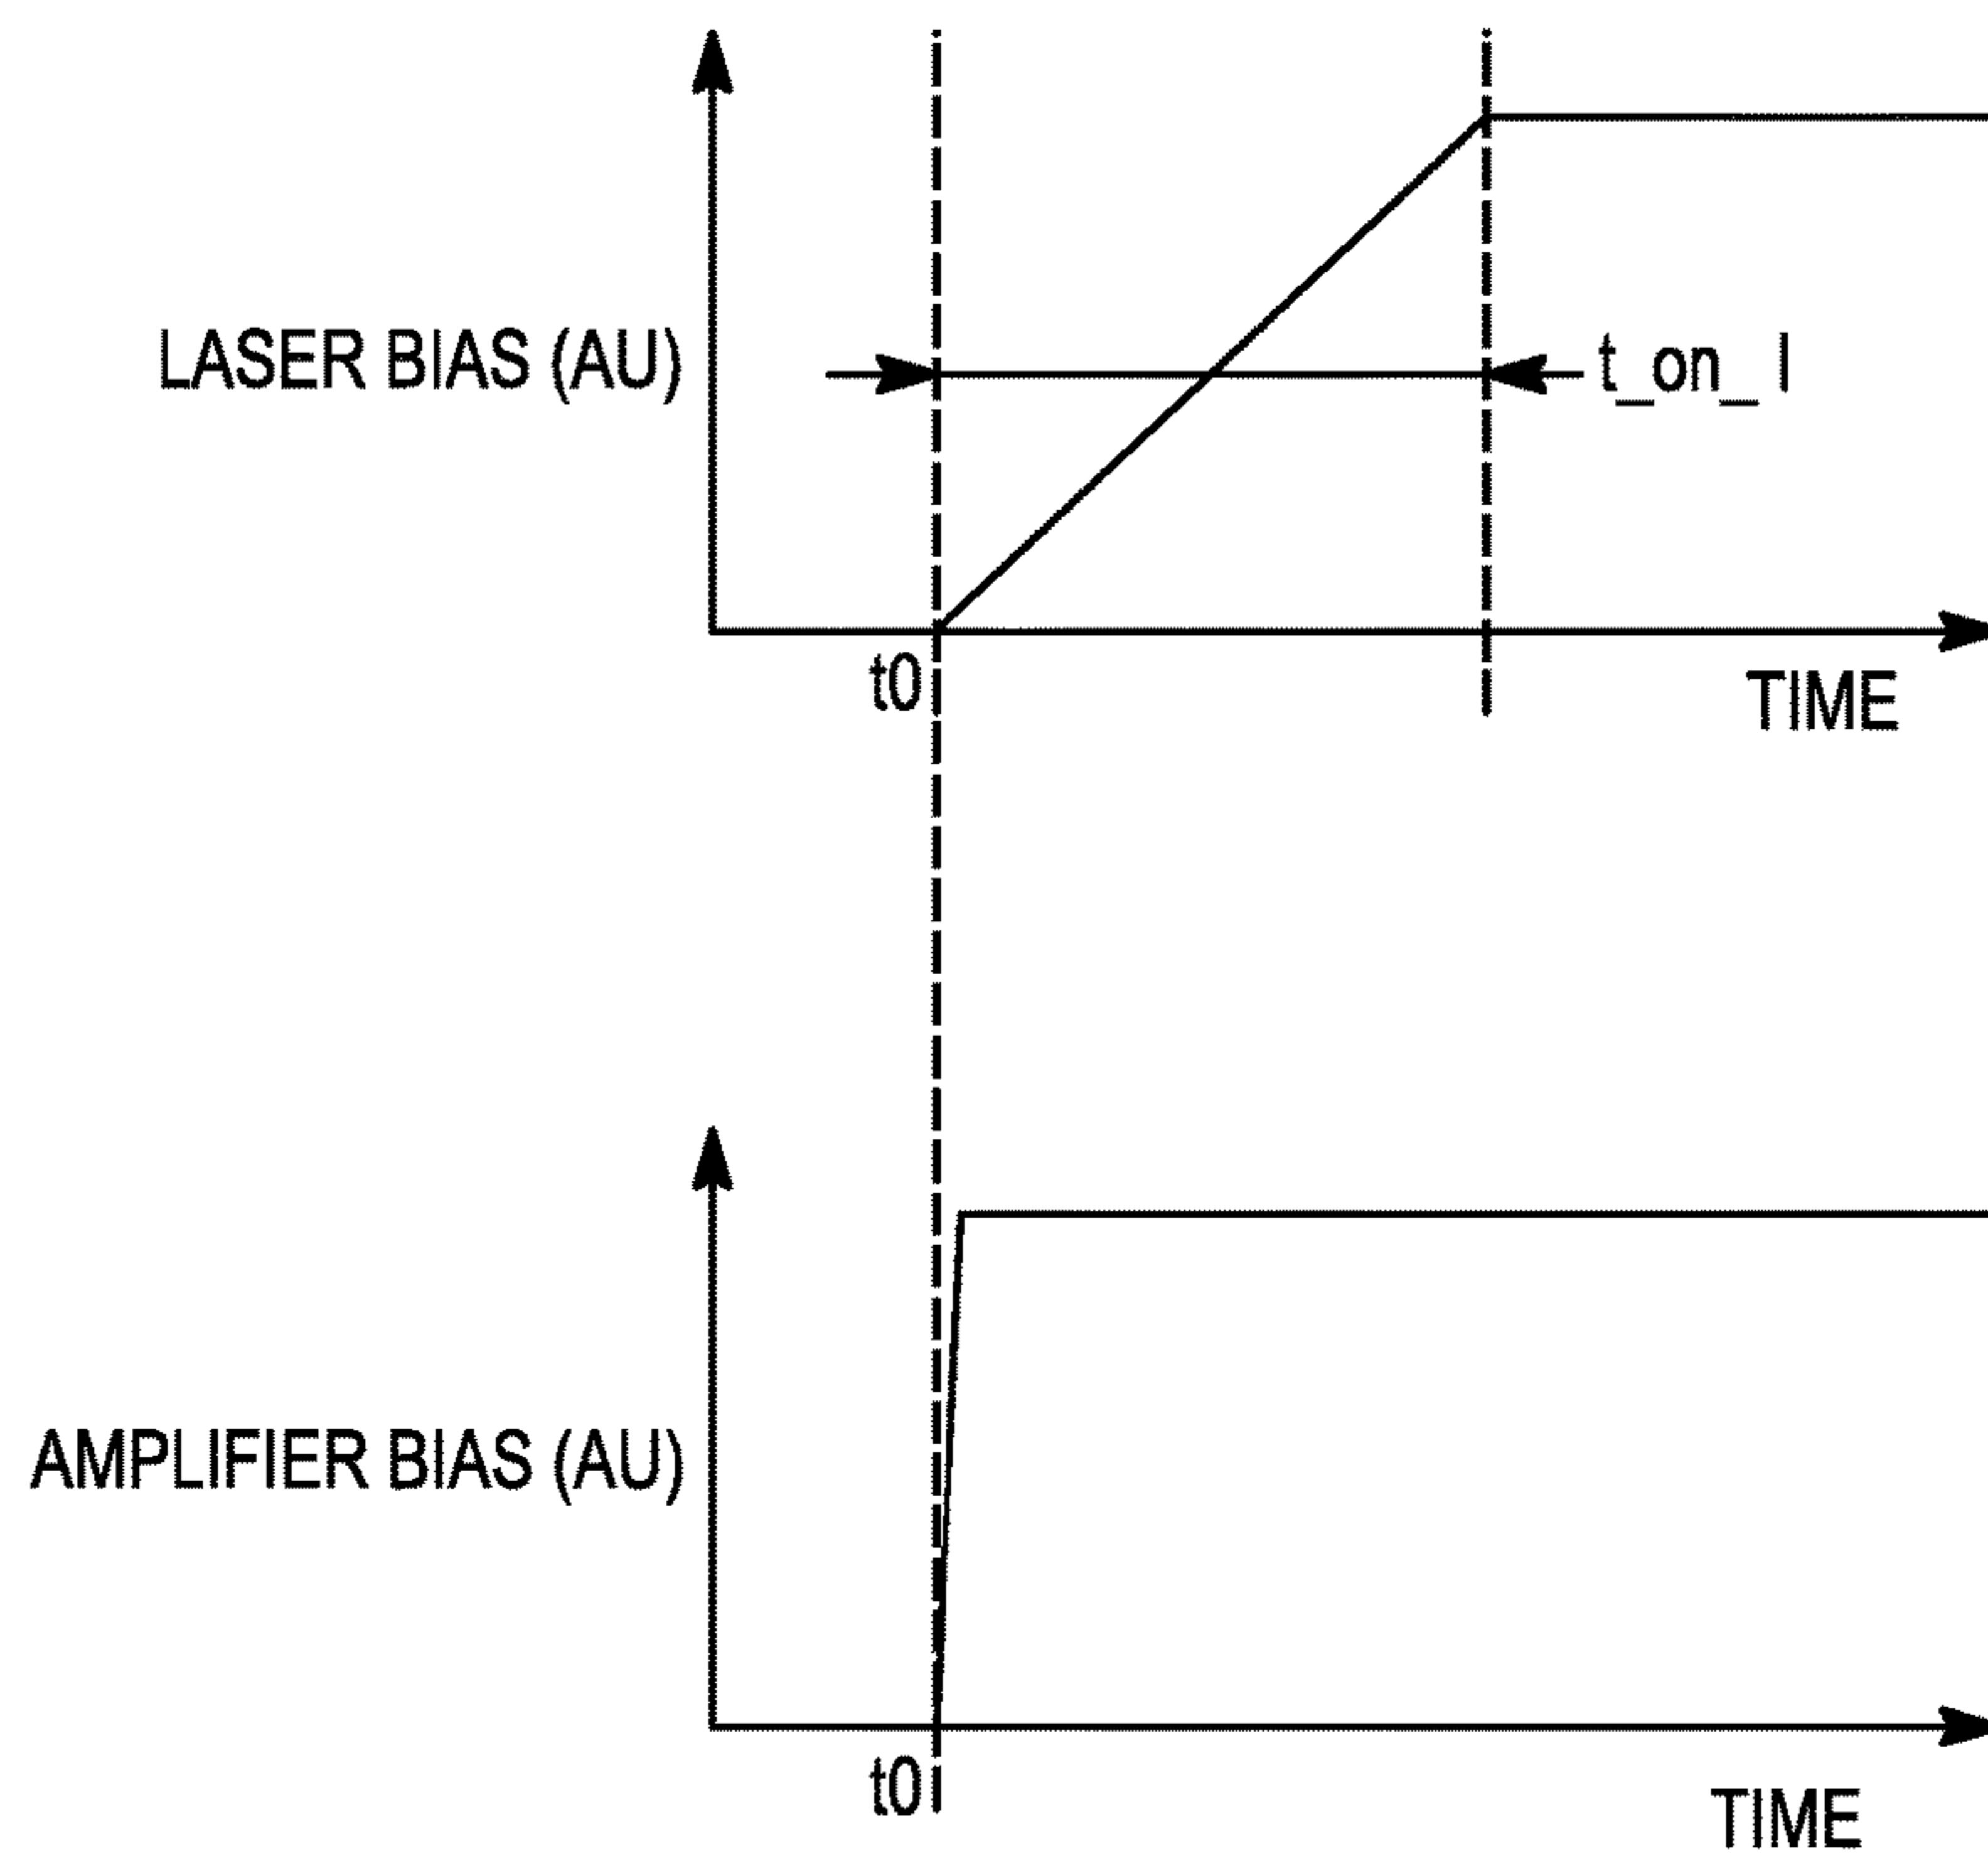 LASER BIAS (AU)
t_on_l
t0
TIME
AMPLIFIER BIAS (AU)
t0
TIME